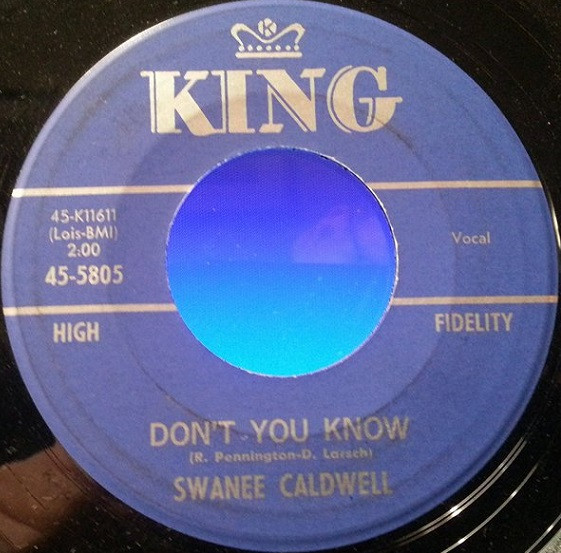 K
KING
45-K11611
(Lois-BMI)
2:00
45-5805
Vocal
HIGH
FIDELITY
DON'T YOU KNOW
(R. Pennington-D. Larsch)
SWANEE CALDWELL